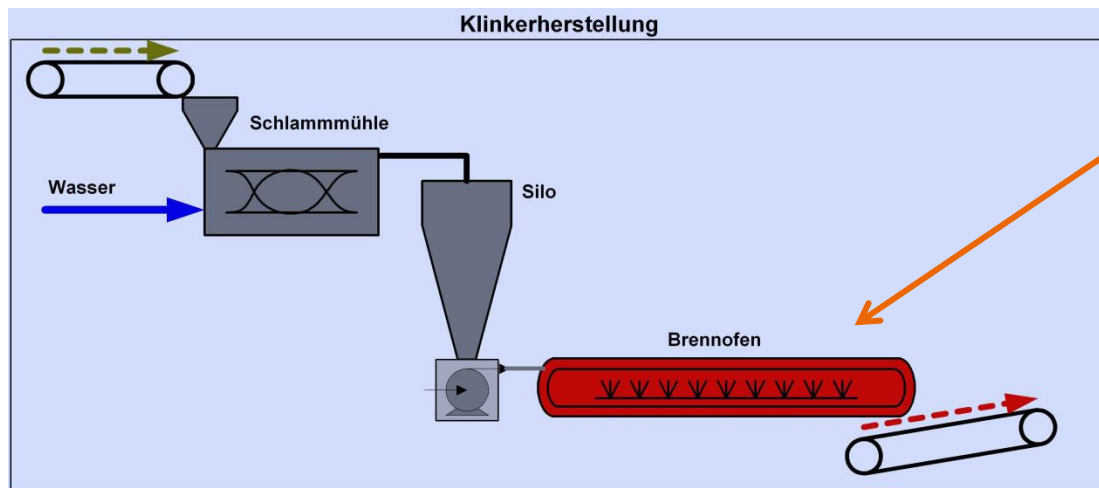 Klinkerherstellung
Schlammmühle
Wasser
Silo
Brennofen